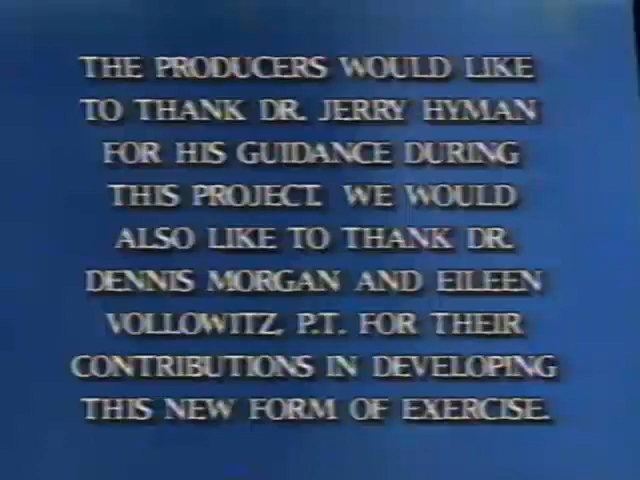 THE PRODUCERS WOULD LIKE
TO THANK DR. JERRY HYMAN
FOR HIS GUIDANCE DURING
THIS PROJECT. WE WOULD
ALSO LIKE TO THANK DR.
DENNIS MORGAN AND EILEEN
VOLLOWITZ, P.T. FOR THEIR
CONTRIBUTIONS IN DEVELOPING
THIS NEW FORM OF EXERCISE.